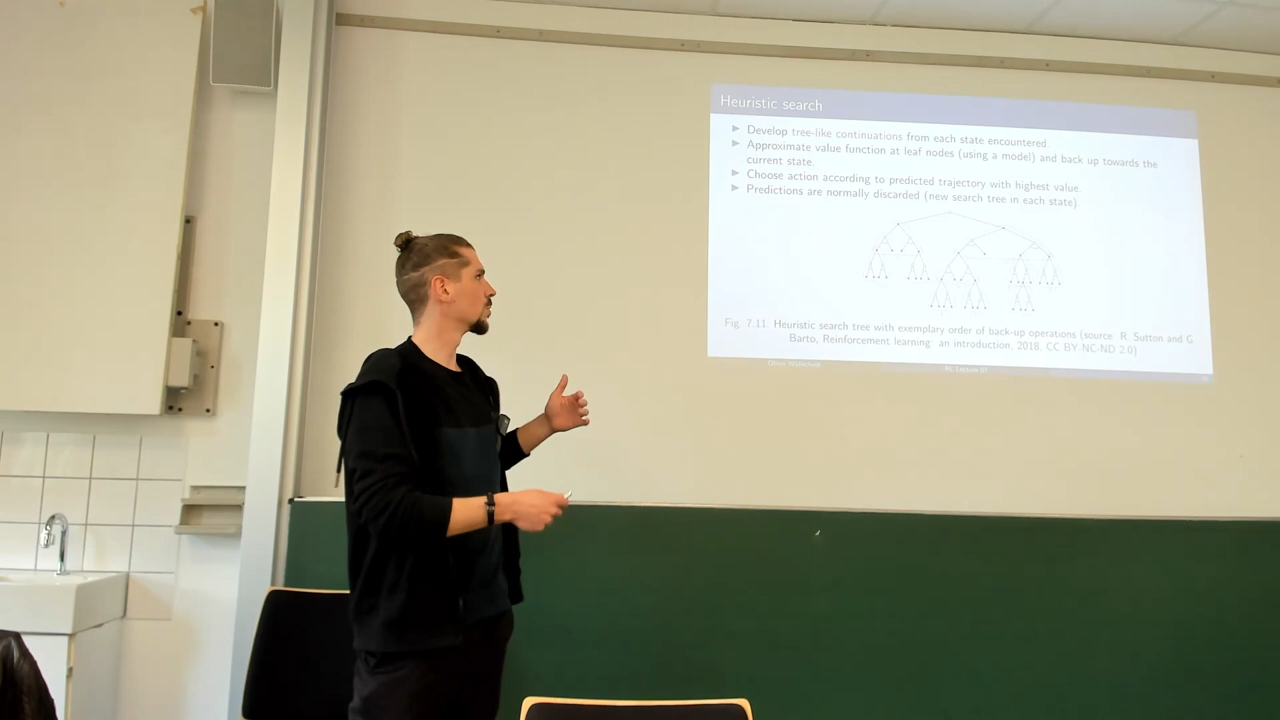 Heuristic search
▶ Develop tree-like continuations from each state encountered.
▶ Approximate value function at leaf nodes (using a model) and back up towards the
current state.
▶ Choose action according to predicted trajectory with highest value.
▶ Predictions are normally discarded (new search tree in each state).
Fig. 7.11: Heuristic search tree with exemplary order of back-up operations (source: R. Sutton and G.
Barto, Reinforcement learning: an introduction, 2018, CC BY-NC-ND 2.0)
RL Lecture 07